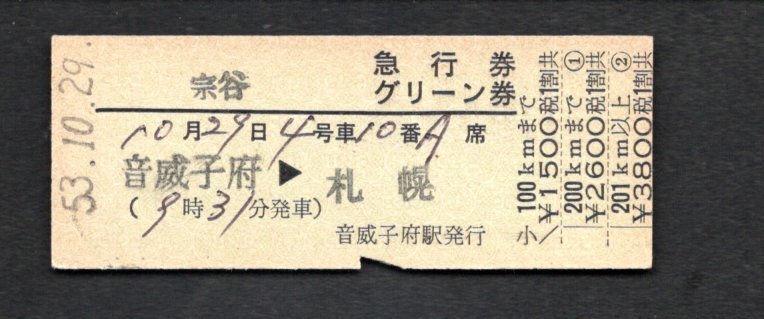 53.10.29.
宗谷
急行券
グリーン券
10月29日4号車10番A席
音威子府▶札幌
(9時31分発車)
音威子府駅発行
小
100kmまで
¥1500税1割共
200kmまで①
¥2600税1割共
201km以上②
¥3800税1割共